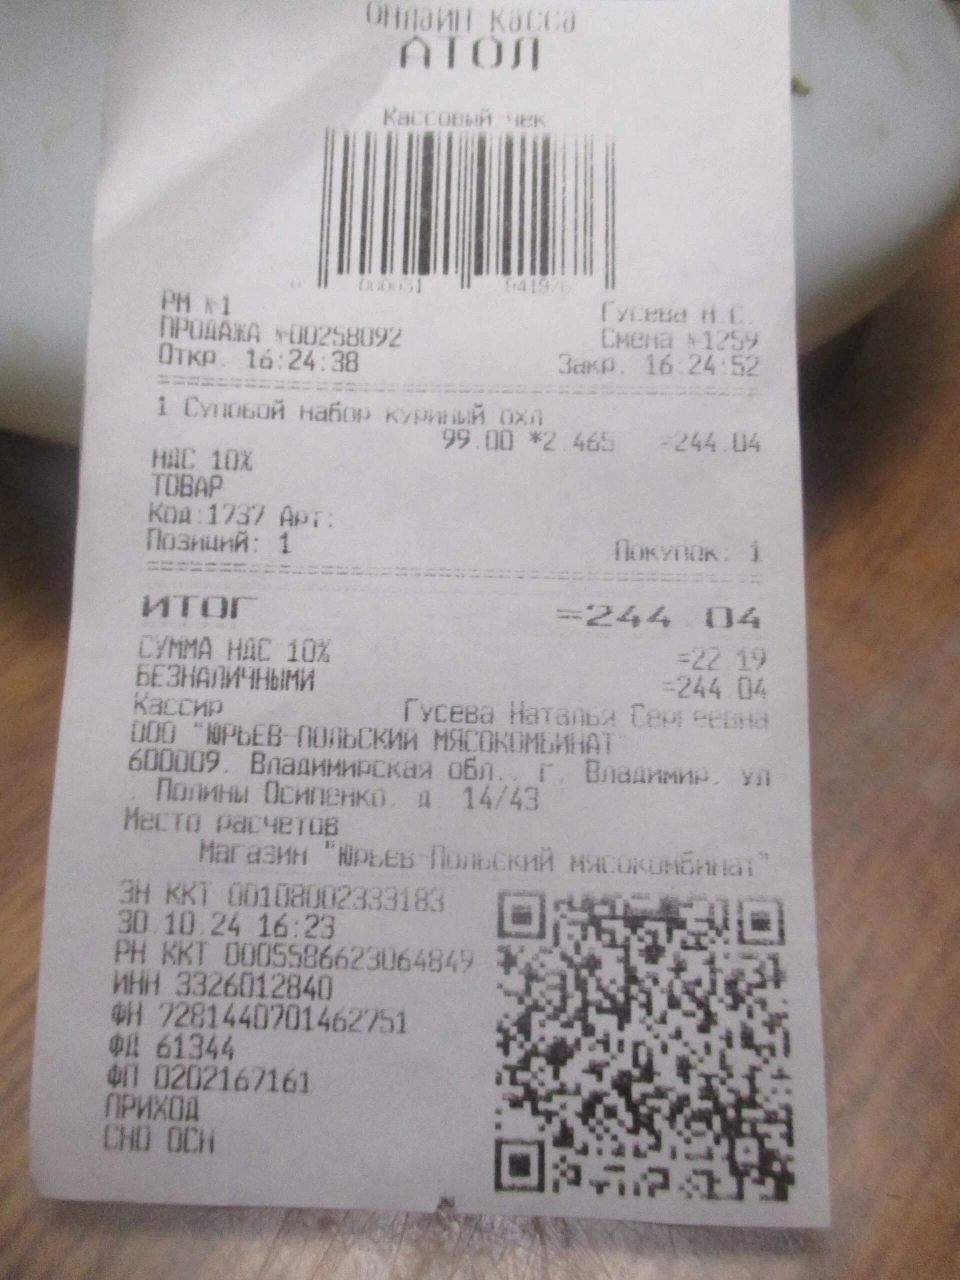 ОНЛАЙН КАССА
АТОЛ
Кассовый чек
РМ №1 Гусева Н.С.
ПРОДАЖА №00258092 Смена №1259
Откр. 16:24:38 Закр. 16:24:52
1 Суповой набор куриный охл
99.00 *2.465 =244.04
НДС 10%
ТОВАР
Код:1737 Арт:
Позиций: 1 Покупок: 1
ИТОГ =244.04
СУММА НДС 10% =22.19
БЕЗНАЛИЧНЫМИ =244.04
Кассир Гусева Наталья Сергеевна
ООО "ЮРЬЕВ-ПОЛЬСКИЙ МЯСОКОМБИНАТ"
600009, Владимирская обл., г. Владимир, ул
. Полины Осипенко, д. 14/43
Место расчетов
Магазин "Юрьев-Польский мясокомбинат"
ЗН ККТ 00108002333183
30.10.24 16:23
РН ККТ 0005586623064849
ИНН 3326012840
ФН 7281440701462751
ФД 61344
ФП 0202167161
ПРИХОД
СНО ОСН